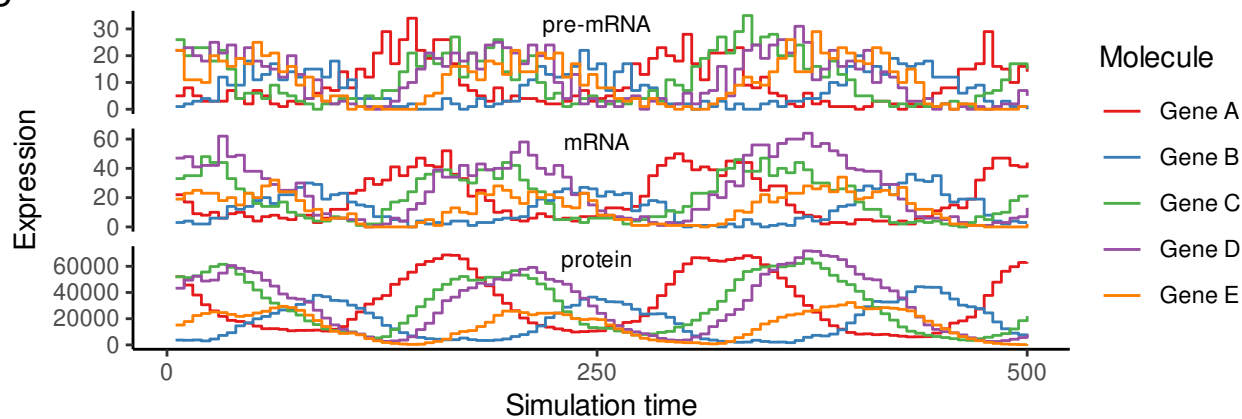 pre-mRNA
30
20
10
0
mRNA
60
40
20
0
protein
60000
40000
20000
0
0 250 500
Simulation time
Expression
Molecule
Gene A
Gene B
Gene C
Gene D
Gene E